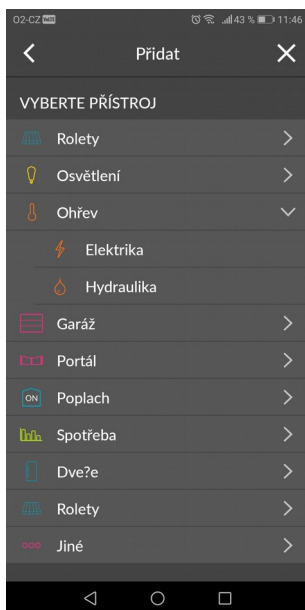 O2-CZ VoLTE 43 % 11:46
Přidat
VYBERTE PŘÍSTROJ
Rolety
Osvětlení
Ohřev
Elektrika
Hydraulika
Garáž
Portál
ON Poplach
Spotřeba
Dve?e
Rolety
Jiné